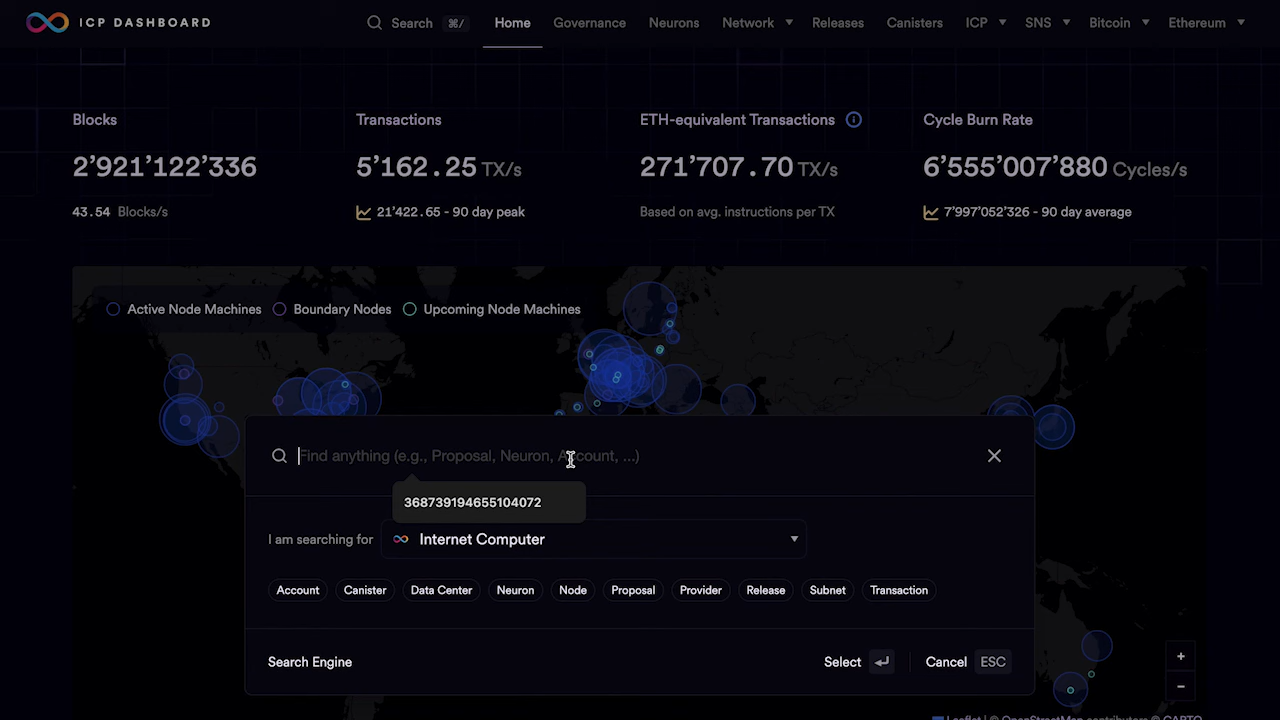 ICP DASHBOARD
Search ⌘/ Home Governance Neurons Network Releases Canisters ICP SNS Bitcoin Ethereum
Blocks Transactions ETH-equivalent Transactions Cycle Burn Rate
2’921’122’336 5’162.25 TX/s 271’707.70 TX/s 6’555’007’880 Cycles/s
43.54 Blocks/s 21’422.65 - 90 day peak Based on avg. instructions per TX 7’997’052’326 - 90 day average
Active Node Machines Boundary Nodes Upcoming Node Machines
Find anything (e.g., Proposal, Neuron, Account, ...)
368739194655104072
I am searching for Internet Computer
Account Canister Data Center Neuron Node Proposal Provider Release Subnet Transaction
Search Engine Select Cancel ESC
+
-
Leaflet | © OpenStreetMap contributors © CARTO